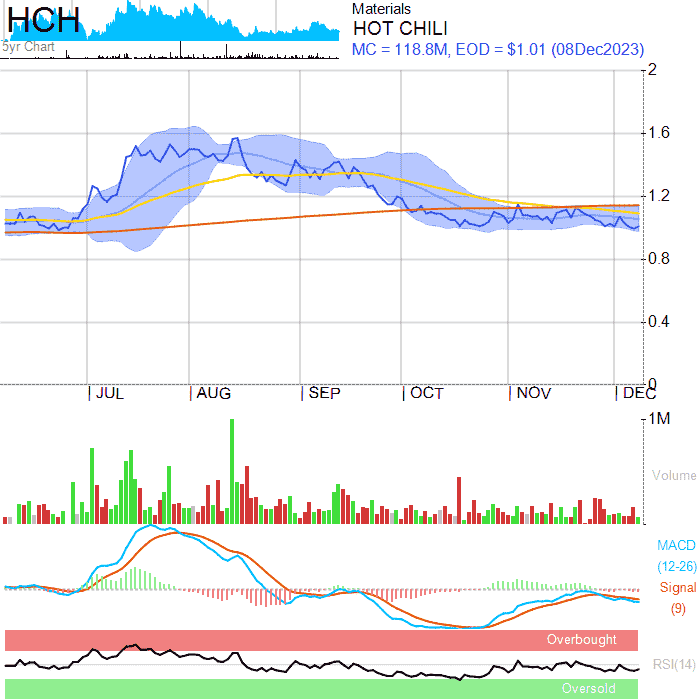 HCH
5yr Chart
Materials
HOT CHILI
MC = 118.8M, EOD = $1.01 (08Dec2023)
2
1.6
1.2
0.8
0.4
0
JUL AUG SEP OCT NOV DEC
1M
Volume
MACD
(12-26)
Signal
(9)
Overbought
RSI(14)
Oversold